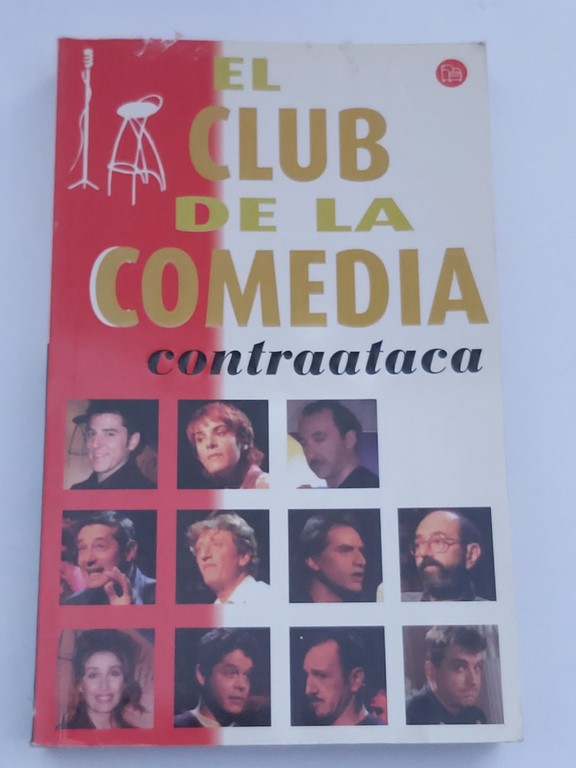 EL
CLUB
DE LA
COMEDIA
contraataca